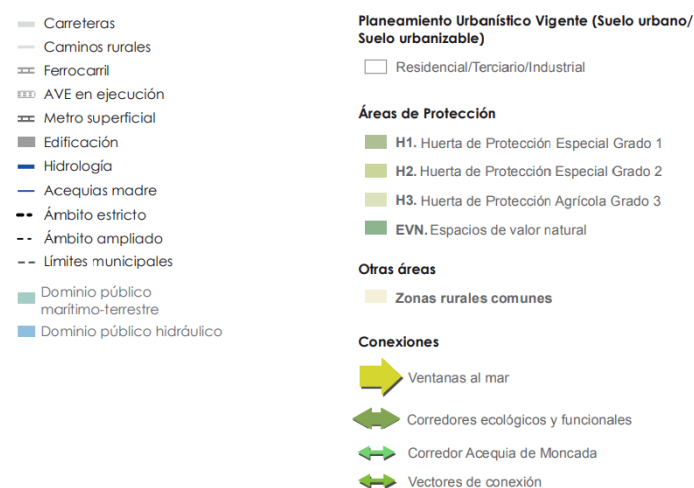 Carreteras
Caminos rurales
Ferrocarril
AVE en ejecución
Metro superficial
Edificación
Hidrología
Acequias madre
Ámbito estricto
Ámbito ampliado
Límites municipales
Dominio público
marítimo-terrestre
Dominio público hidráulico
Planeamiento Urbanístico Vigente (Suelo urbano/
Suelo urbanizable)
Residencial/Terciario/Industrial
Áreas de Protección
H1. Huerta de Protección Especial Grado 1
H2. Huerta de Protección Especial Grado 2
H3. Huerta de Protección Agrícola Grado 3
EVN. Espacios de valor natural
Otras áreas
Zonas rurales comunes
Conexiones
Ventanas al mar
Corredores ecológicos y funcionales
Corredor Acequia de Moncada
Vectores de conexión